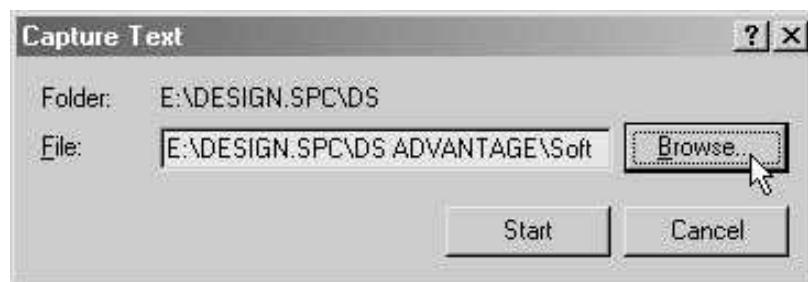 Capture Text
Folder: E:\DESIGN.SPC\DS
File: E:\DESIGN.SPC\DS ADVANTAGE\Soft Browse...
Start Cancel